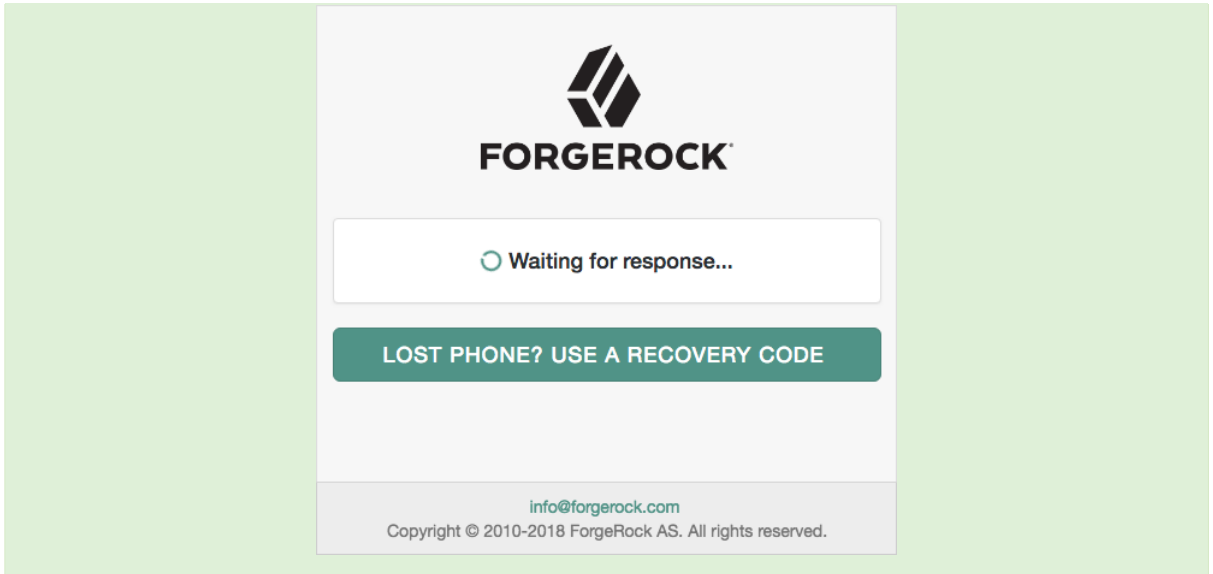 FORGEROCK®
Waiting for response...
LOST PHONE? USE A RECOVERY CODE
info@forgerock.com
Copyright © 2010-2018 ForgeRock AS. All rights reserved.